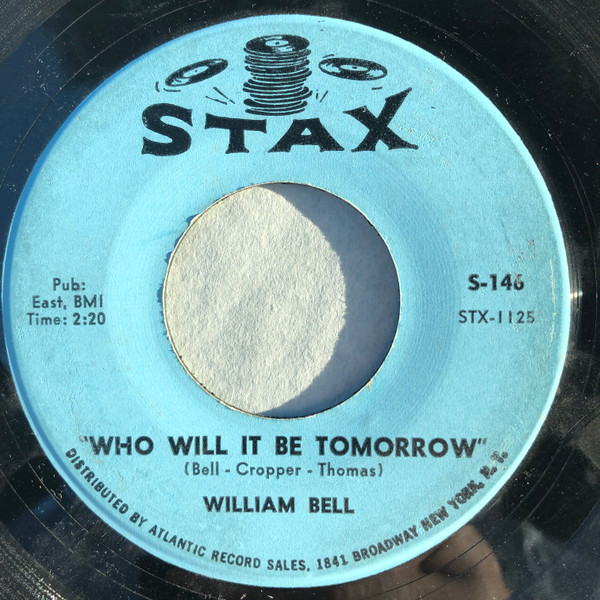 STAX
Pub:
East, BMI
Time: 2:20
S-146
STX-1125
"WHO WILL IT BE TOMORROW"
(Bell - Cropper - Thomas)
WILLIAM BELL
DISTRIBUTED BY ATLANTIC RECORD SALES, 1841 BROADWAY NEW YORK, N. Y.